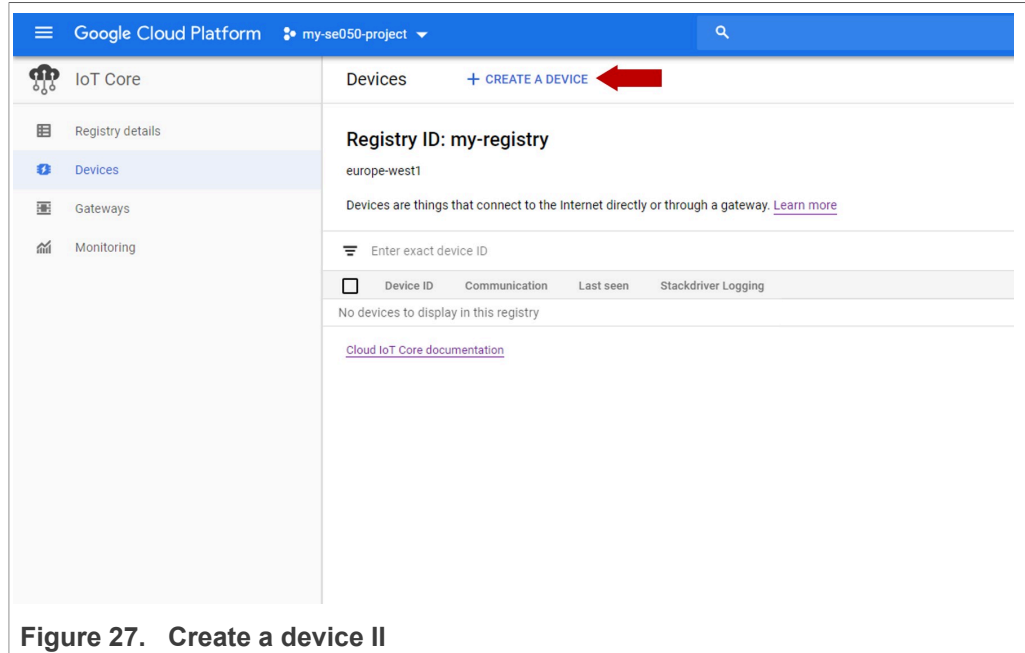 Google Cloud Platform my-se050-project
IoT Core
Devices + CREATE A DEVICE
Registry details
Devices
Gateways
Monitoring
Registry ID: my-registry
europe-west1
Devices are things that connect to the Internet directly or through a gateway. Learn more
Enter exact device ID
Device ID Communication Last seen Stackdriver Logging
No devices to display in this registry
Cloud IoT Core documentation
Figure 27. Create a device II